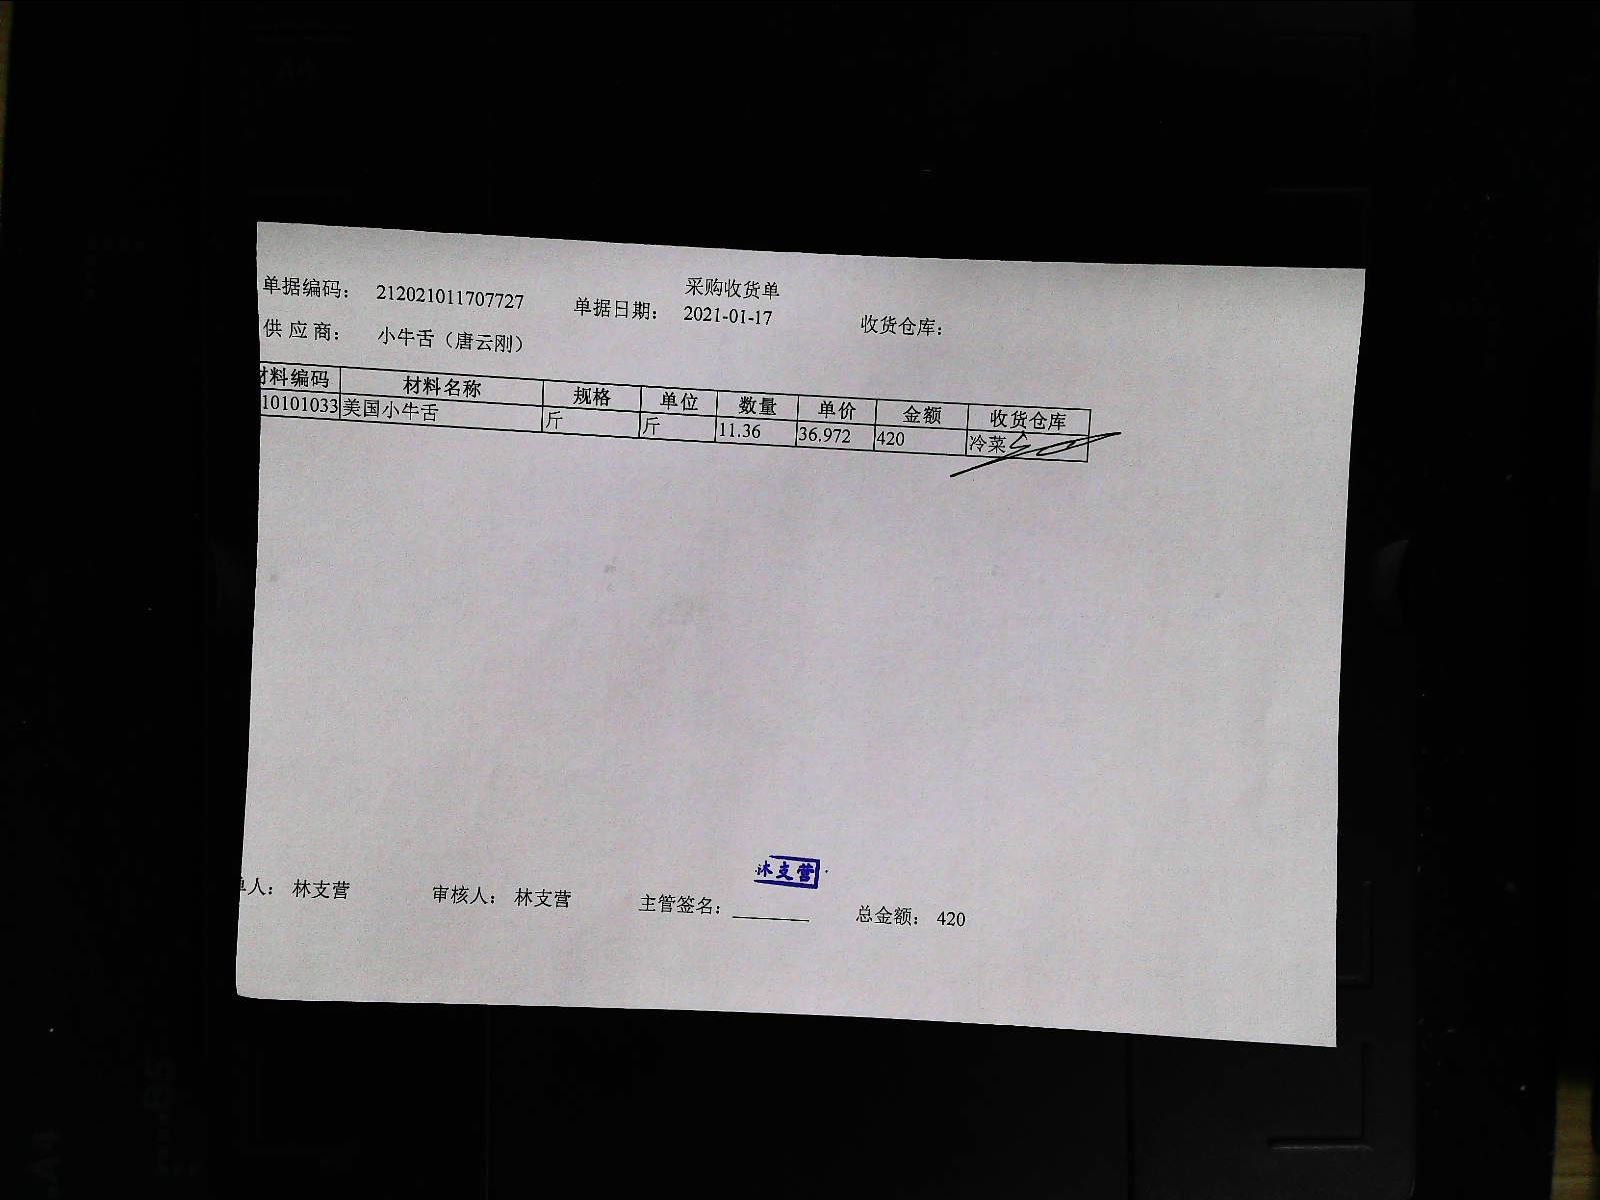 采购收货单
单据编码： 212021011707727 单据日期： 2021-01-17 收货仓库：
供 应 商： 小牛舌（唐云刚）
材料编码 材料名称 规格 单位 数量 单价 金额 收货仓库
10101033 美国小牛舌 斤 斤 11.36 36.972 420 冷菜
林支营
单人： 林支营 审核人： 林支营 主管签名： 总金额： 420